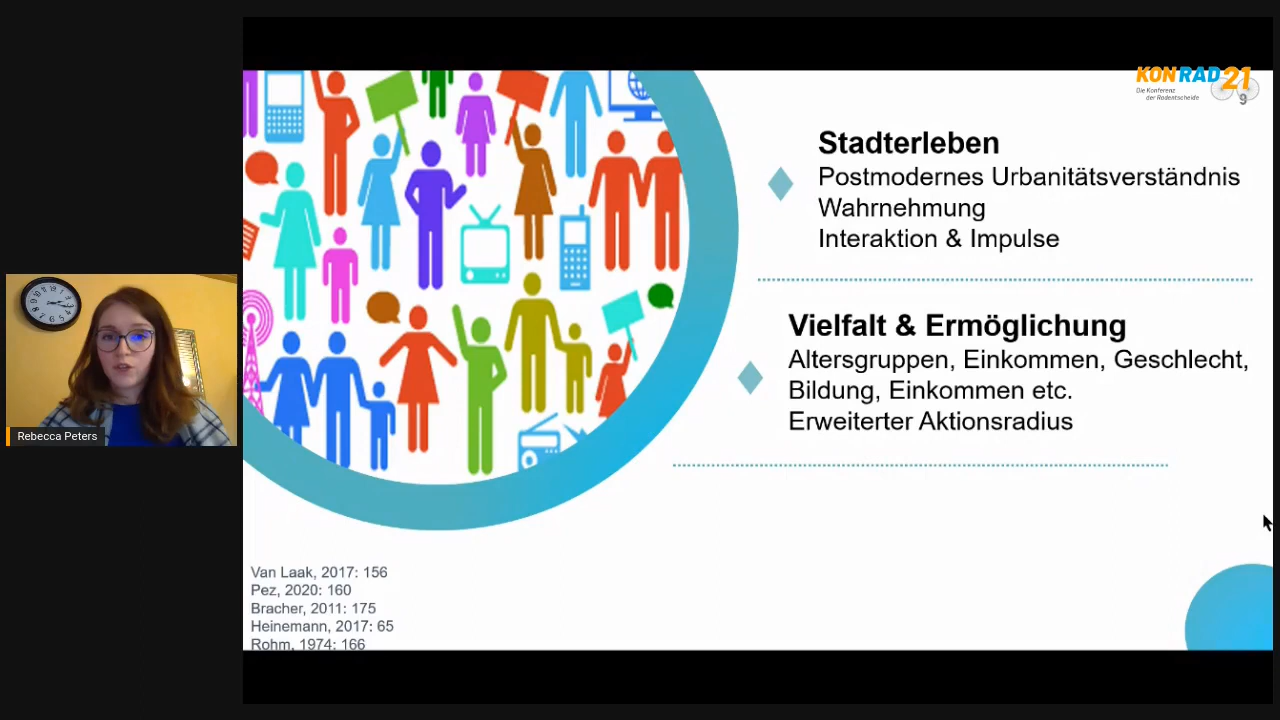 KONRAD21
Die Konferenz
der Radentscheide
9
Stadterleben
Postmodernes Urbanitätsverständnis
Wahrnehmung
Interaktion & Impulse
Vielfalt & Ermöglichung
Altersgruppen, Einkommen, Geschlecht,
Bildung, Einkommen etc.
Erweiterter Aktionsradius
Rebecca Peters
Van Laak, 2017: 156
Pez, 2020: 160
Bracher, 2011: 175
Heinemann, 2017: 65
Rohm, 1974: 166